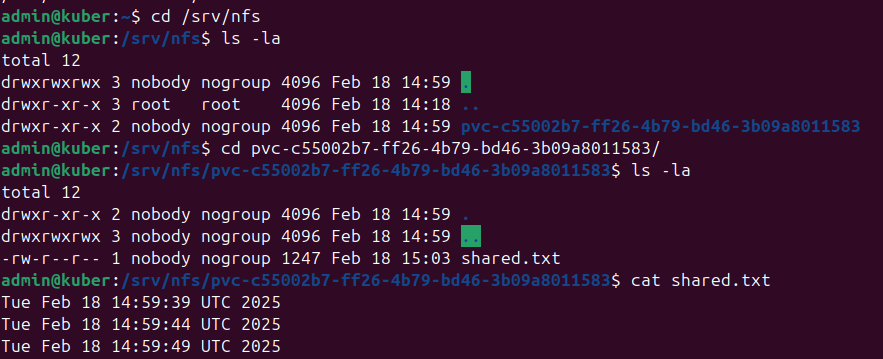 admin@kuber:~$ cd /srv/nfs
admin@kuber:/srv/nfs$ ls -la
total 12
drwxrwxrwx 3 nobody nogroup 4096 Feb 18 14:59 .
drwxr-xr-x 3 root   root    4096 Feb 18 14:18 ..
drwxr-xr-x 2 nobody nogroup 4096 Feb 18 14:59 pvc-c55002b7-ff26-4b79-bd46-3b09a8011583
admin@kuber:/srv/nfs$ cd pvc-c55002b7-ff26-4b79-bd46-3b09a8011583/
admin@kuber:/srv/nfs/pvc-c55002b7-ff26-4b79-bd46-3b09a8011583$ ls -la
total 12
drwxr-xr-x 2 nobody nogroup 4096 Feb 18 14:59 .
drwxrwxrwx 3 nobody nogroup 4096 Feb 18 14:59 ..
-rw-r--r-- 1 nobody nogroup 1247 Feb 18 15:03 shared.txt
admin@kuber:/srv/nfs/pvc-c55002b7-ff26-4b79-bd46-3b09a8011583$ cat shared.txt
Tue Feb 18 14:59:39 UTC 2025
Tue Feb 18 14:59:44 UTC 2025
Tue Feb 18 14:59:49 UTC 2025